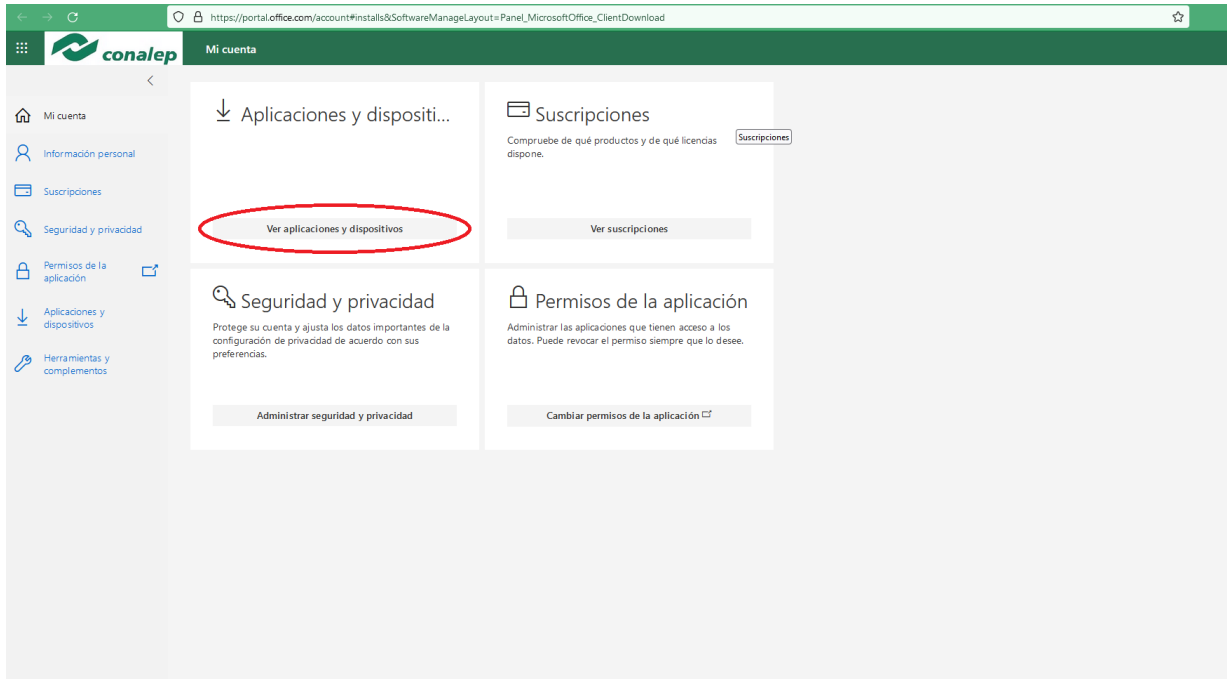 https://portal.office.com/account#installs&SoftwareManageLayout=Panel_MicrosoftOffice_ClientDownload
conalep
Mi cuenta
Mi cuenta
Información personal
Suscripciones
Seguridad y privacidad
Permisos de la
aplicación
Aplicaciones y
dispositivos
Herramientas y
complementos
Aplicaciones y dispositi...
Ver aplicaciones y dispositivos
Suscripciones
Compruebe de qué productos y de qué licencias
dispone.
Suscripciones
Ver suscripciones
Seguridad y privacidad
Protege su cuenta y ajusta los datos importantes de la
configuración de privacidad de acuerdo con sus
preferencias.
Administrar seguridad y privacidad
Permisos de la aplicación
Administrar las aplicaciones que tienen acceso a los
datos. Puede revocar el permiso siempre que lo desee.
Cambiar permisos de la aplicación